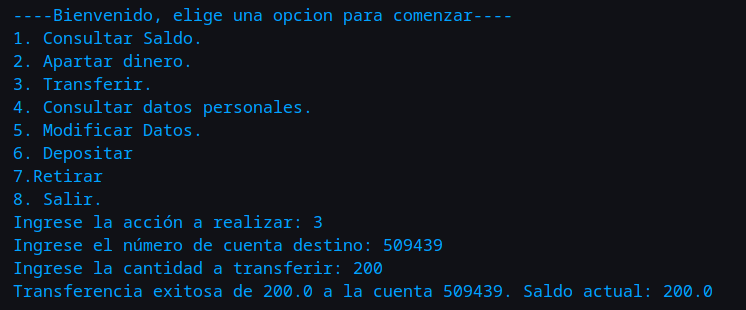 ----Bienvenido, elige una opcion para comenzar----
1. Consultar Saldo.
2. Apartar dinero.
3. Transferir.
4. Consultar datos personales.
5. Modificar Datos.
6. Depositar
7.Retirar
8. Salir.
Ingrese la acción a realizar: 3
Ingrese el número de cuenta destino: 509439
Ingrese la cantidad a transferir: 200
Transferencia exitosa de 200.0 a la cuenta 509439. Saldo actual: 200.0